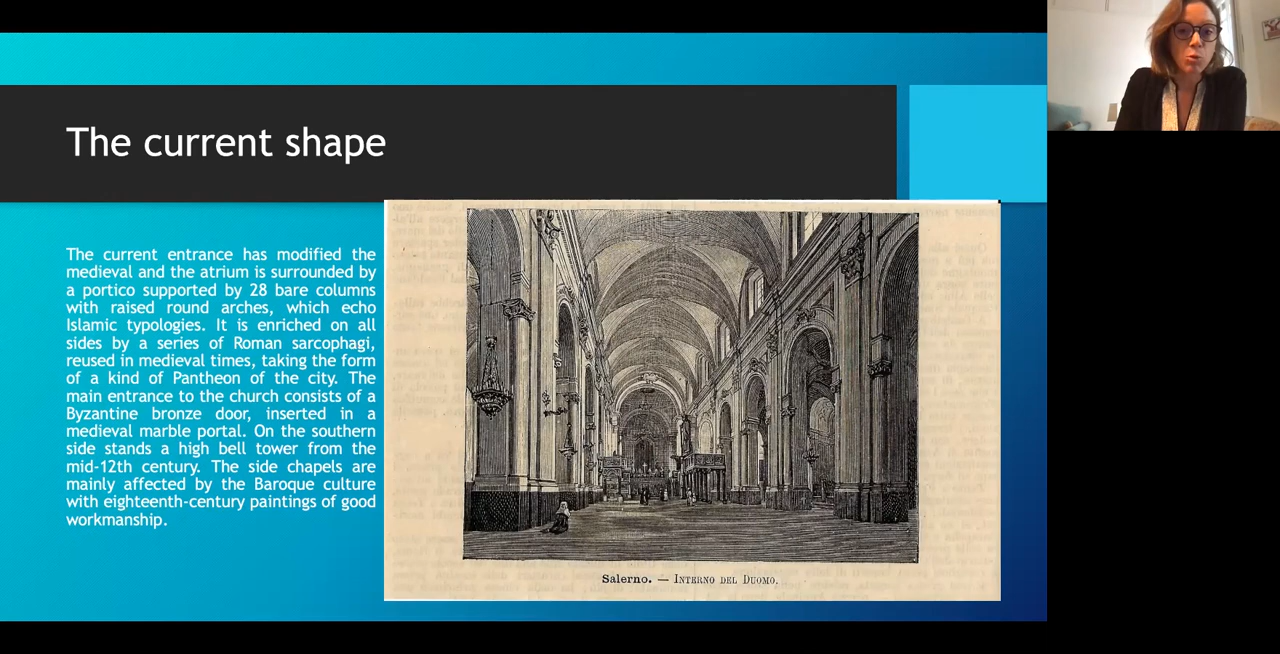 The current shape
The current entrance has modified the
medieval and the atrium is surrounded by
a portico supported by 28 bare columns
with raised round arches, which echo
Islamic typologies. It is enriched on all
sides by a series of Roman sarcophagi,
reused in medieval times, taking the form
of a kind of Pantheon of the city. The
main entrance to the church consists of a
Byzantine bronze door, inserted in a
medieval marble portal. On the southern
side stands a high bell tower from the
mid-12th century. The side chapels are
mainly affected by the Baroque culture
with eighteenth-century paintings of good
workmanship.
Salerno. — Interno del Duomo.